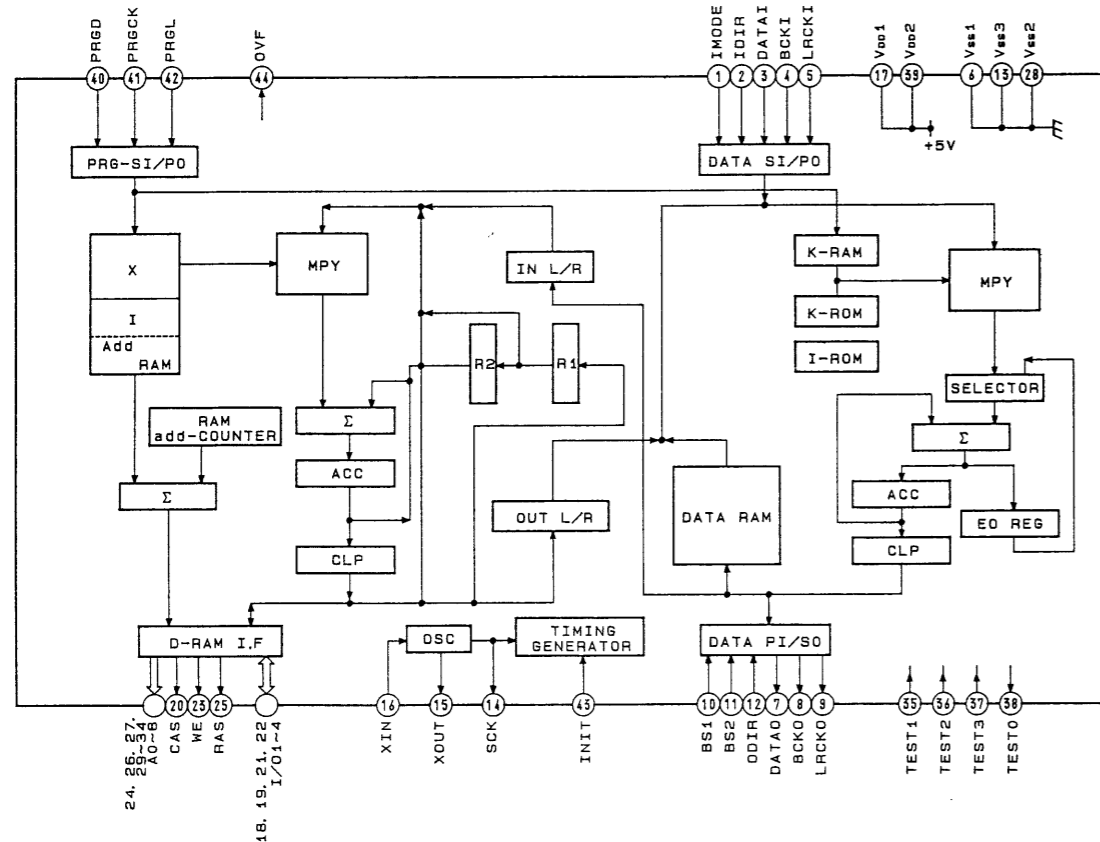 PRGD
PRGCK
PRGL
OVF
IMODE
IDIR
DATAI
BCKI
LRCKI
VDD1
VDD2
Vss1
Vss3
Vss2
40
41
42
44
1
2
3
4
5
17
39
6
13
28
+5V
PRG-SI/PO
DATA SI/PO
X
I
Add
RAM
MPY
IN L/R
K-RAM
K-ROM
I-ROM
MPY
R2
R1
SELECTOR
RAM
add-COUNTER
Σ
Σ
ACC
Σ
CLP
OUT L/R
DATA RAM
ACC
EO REG
CLP
D-RAM I.F
OSC
TIMING
GENERATOR
DATA PI/SO
20
23
25
16
15
14
43
10
11
12
7
8
9
35
36
37
38
24, 26, 27,
29~34
A0~8
CAS
WE
RAS
18, 19, 21, 22
I/O1~4
XIN
XOUT
SCK
INIT
BS1
BS2
ODIR
DATAO
BCKO
LRCKO
TEST1
TEST2
TEST3
TESTO